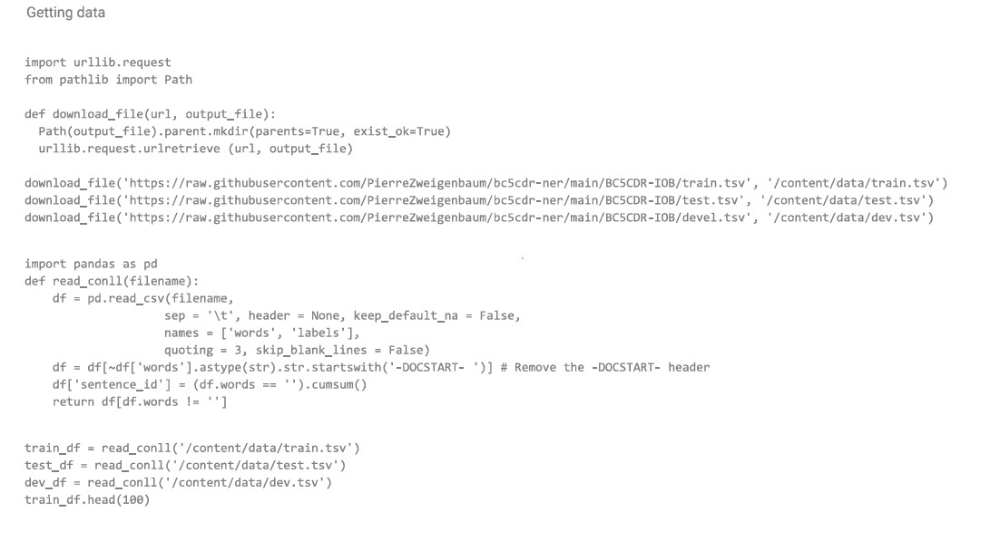 Getting data
import urllib.request
from pathlib import Path
def download_file(url, output_file):
  Path(output_file).parent.mkdir(parents=True, exist_ok=True)
  urllib.request.urlretrieve (url, output_file)
download_file('https://raw.githubusercontent.com/PierreZweigenbaum/bc5cdr-ner/main/BC5CDR-IOB/train.tsv', '/content/data/train.tsv')
download_file('https://raw.githubusercontent.com/PierreZweigenbaum/bc5cdr-ner/main/BC5CDR-IOB/test.tsv', '/content/data/test.tsv')
download_file('https://raw.githubusercontent.com/PierreZweigenbaum/bc5cdr-ner/main/BC5CDR-IOB/devel.tsv', '/content/data/dev.tsv')
import pandas as pd
def read_conll(filename):
    df = pd.read_csv(filename,
                    sep = '\t', header = None, keep_default_na = False,
                    names = ['words', 'labels'],
                    quoting = 3, skip_blank_lines = False)
    df = df[~df['words'].astype(str).str.startswith('-DOCSTART- ')] # Remove the -DOCSTART- header
    df['sentence_id'] = (df.words == '').cumsum()
    return df[df.words != '']
train_df = read_conll('/content/data/train.tsv')
test_df = read_conll('/content/data/test.tsv')
dev_df = read_conll('/content/data/dev.tsv')
train_df.head(100)